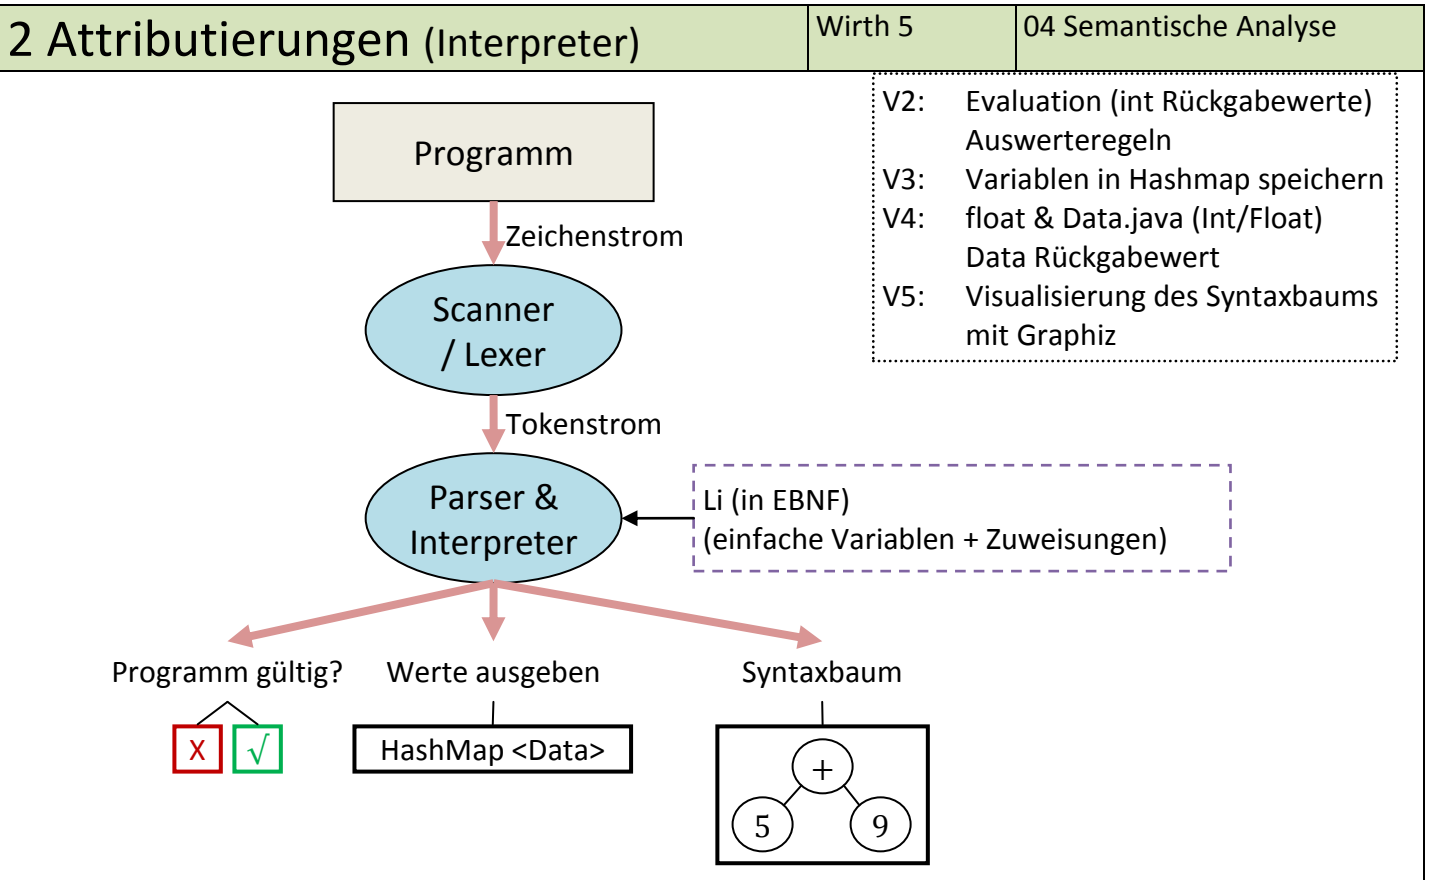 2 Attributierungen (Interpreter)
Wirth 5
04 Semantische Analyse
V2: Evaluation (int Rückgabewerte)
Auswerteregeln
V3: Variablen in Hashmap speichern
V4: float & Data.java (Int/Float)
Data Rückgabewert
V5: Visualisierung des Syntaxbaums
mit Graphiz
Programm
Zeichenstrom
Scanner
/ Lexer
Tokenstrom
Parser &
Interpreter
Li (in EBNF)
(einfache Variablen + Zuweisungen)
Programm gültig?
Werte ausgeben
Syntaxbaum
X
√
HashMap <Data>
+
5
9